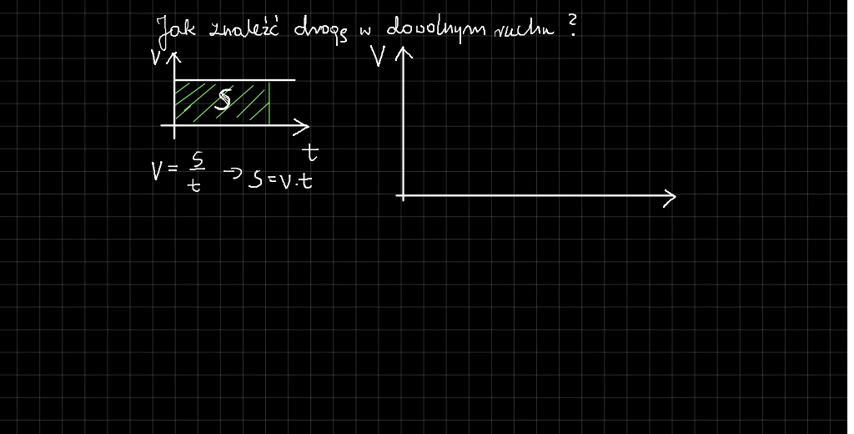 Jak znaleźć drogę w dowolnym ruchu?
V
S
t
V = s/t → s = v·t
V